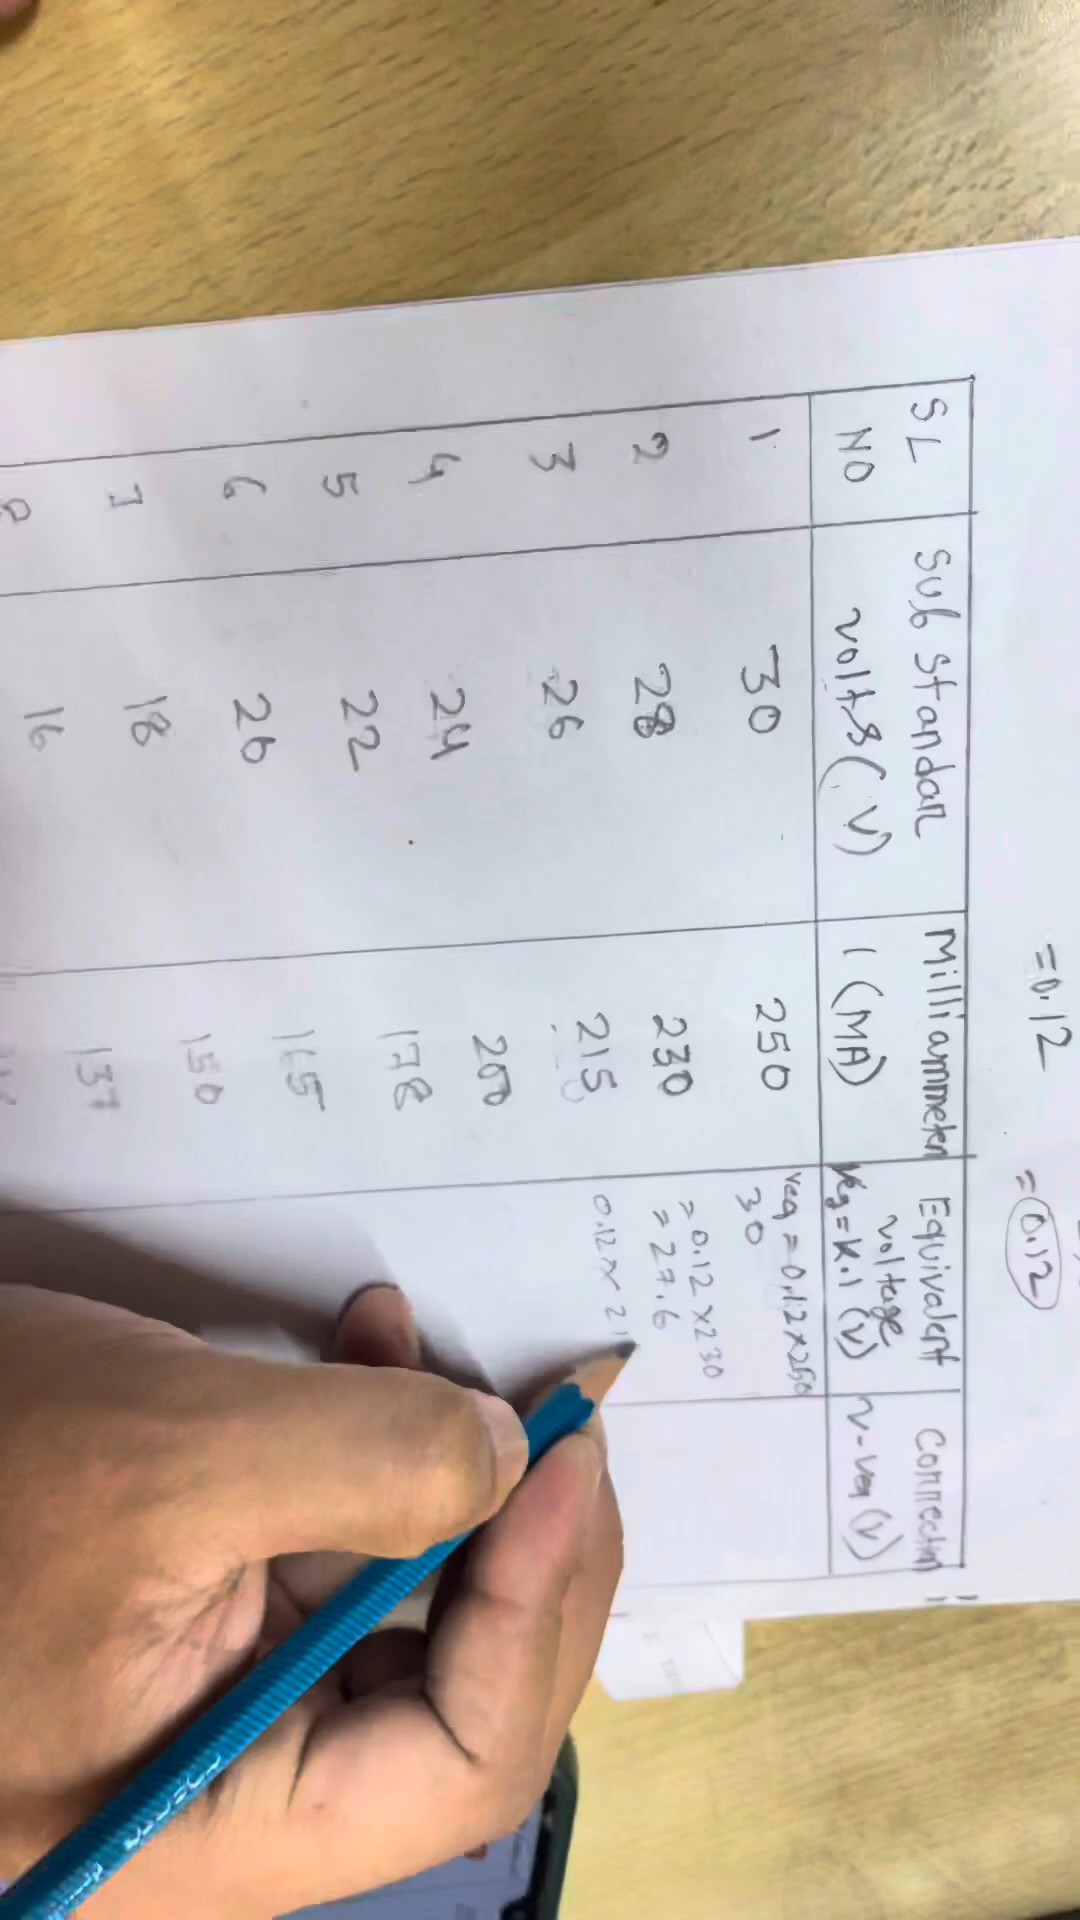 =0.12
=0.12
SL NO
Sub Standar volts (V)
Milliammeter I (MA)
Equivalent voltage Veq=K.I (V)
Correction V-Veq (V)
1 30 250 Veq = 0.12×250
30
2 28 230 =0.12×230
=27.6
3 26 215 0.12× 21
4 24 200
5 22 178
6 20 165
7 18 150
16 137